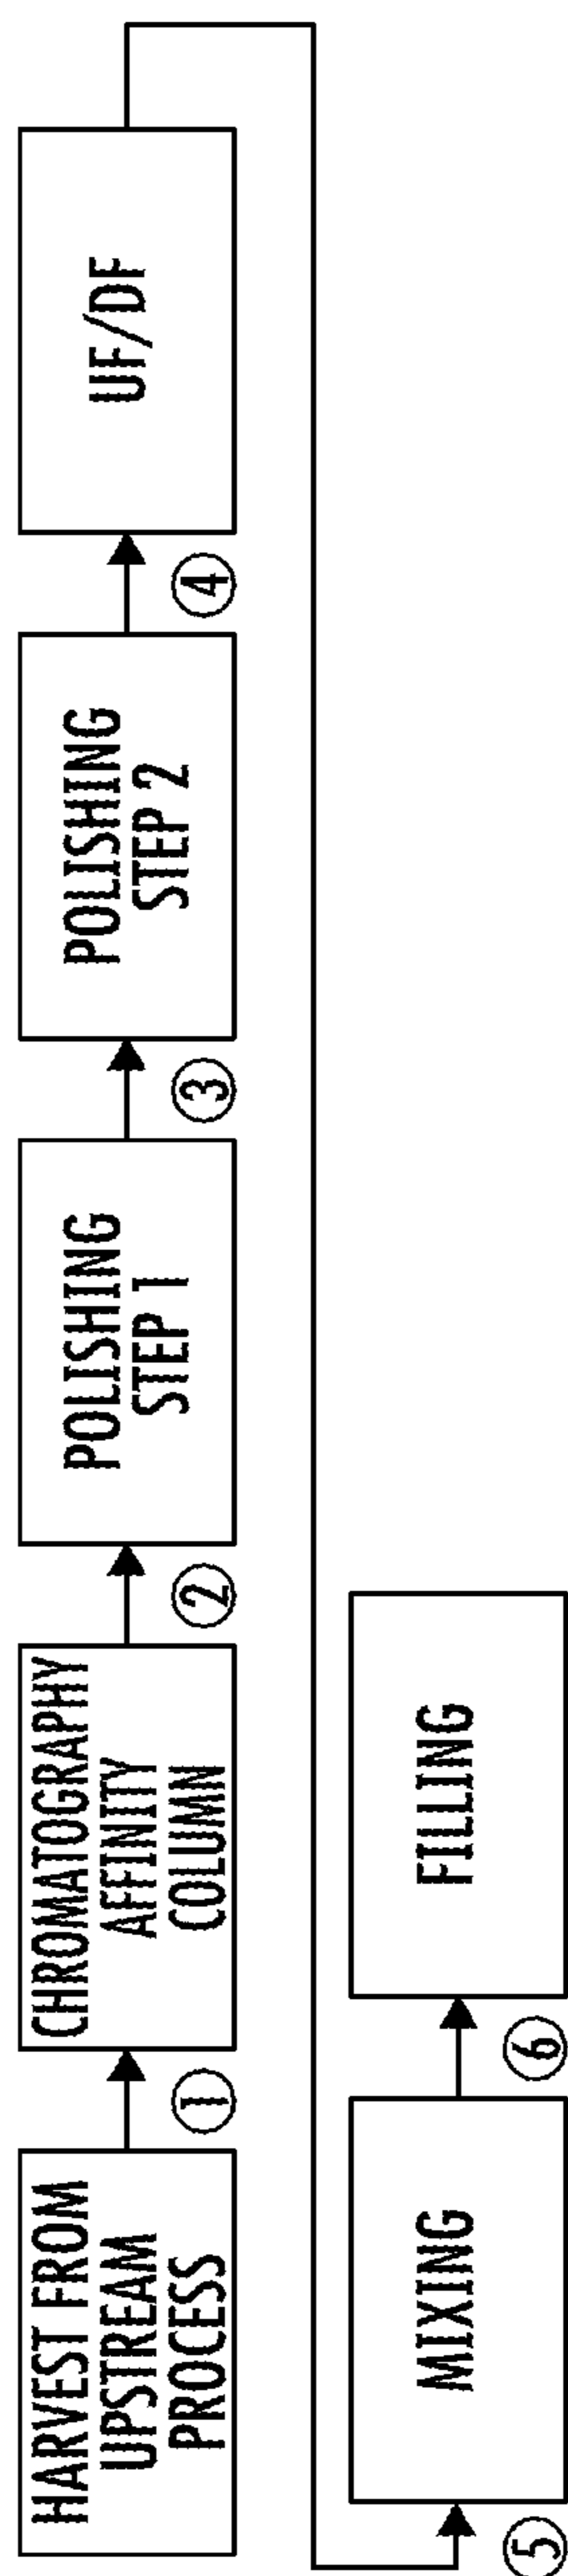 HARVEST FROM
UPSTREAM
PROCESS
①
CHROMATOGRAPHY
AFFINITY
COLUMN
②
POLISHING
STEP 1
③
POLISHING
STEP 2
④
UF/DF
⑤
MIXING
⑥
FILLING